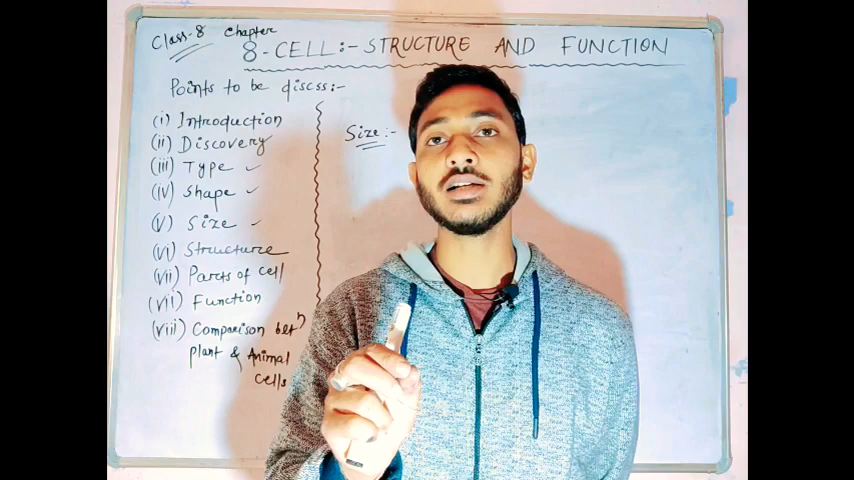 Class-8 Chapter
8-CELL:- STRUCTURE AND FUNCTION
Points to be discss:-
(i) Introduction
(ii) Discovery
(iii) Type
(iv) Shape
(v) Size
(vi) Structure
(vii) Parts of cell
(vii) Function
(viii) Comparison betⁿ
plant & Animal
cells
Size:-